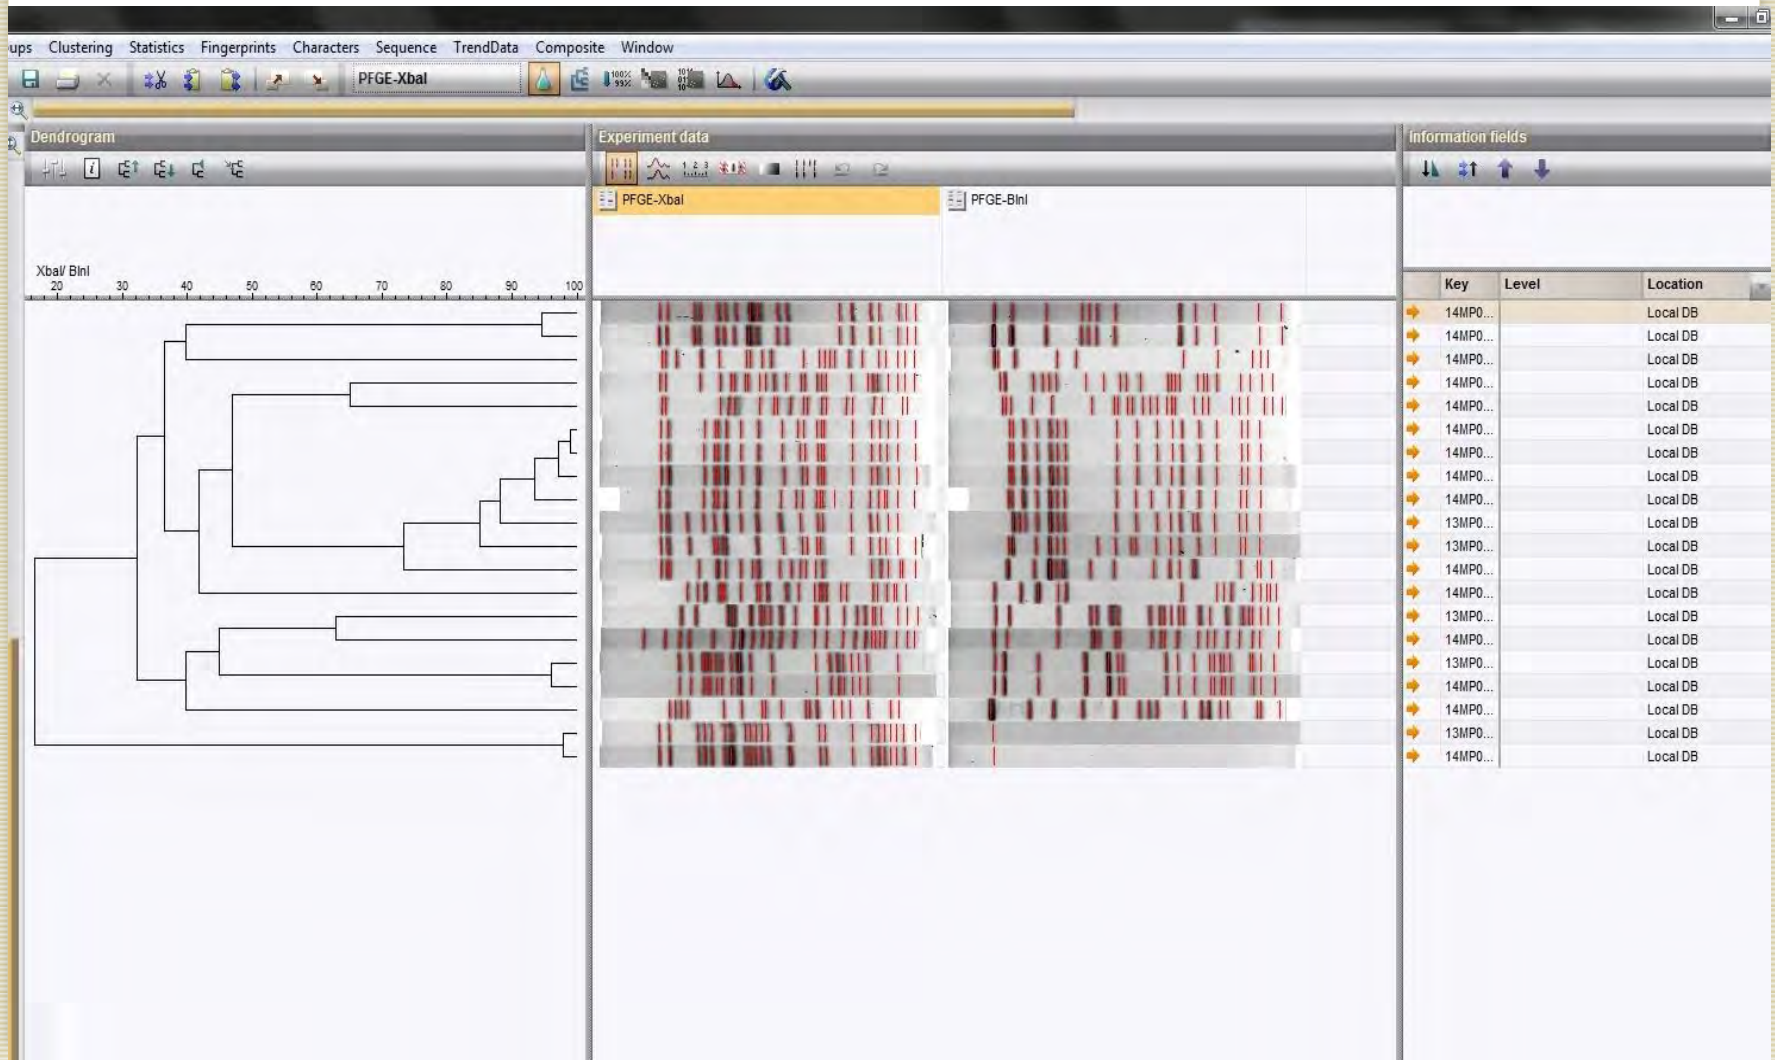 ups Clustering Statistics Fingerprints Characters Sequence TrendData Composite Window
PFGE-XbaI
Dendrogram
Experiment data
Information fields
PFGE-XbaI
PFGE-BlnI
XbaI/ BlnI
20 30 40 50 60 70 80 90 100
Key Level Location
14MP0... Local DB
14MP0... Local DB
14MP0... Local DB
14MP0... Local DB
14MP0... Local DB
14MP0... Local DB
14MP0... Local DB
14MP0... Local DB
14MP0... Local DB
13MP0... Local DB
13MP0... Local DB
14MP0... Local DB
14MP0... Local DB
13MP0... Local DB
14MP0... Local DB
13MP0... Local DB
14MP0... Local DB
14MP0... Local DB
13MP0... Local DB
14MP0... Local DB